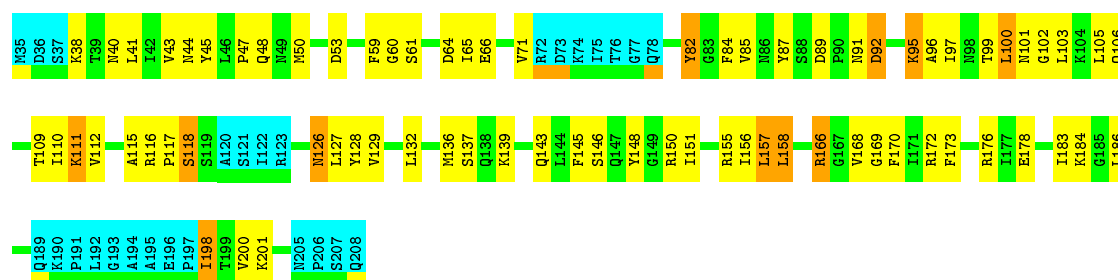 M35 D36 S37 K38 T39 N40 L41 I42 V43 N44 Y45 L46 P47 Q48 N49 M50 D53 F59 G60 S61 D64 I65 E66 V71 R72 D73 K74 I75 T76 G77 Q78 Y82 G83 F84 V85 N86 Y87 S88 D89 P90 N91 D92 K95 A96 I97 N98 T99 L100 N101 G102 L103 K104 L105 Q106
T109 I110 K111 V112 A115 R116 P117 S118 S119 A120 S121 I122 R123 N126 L127 Y128 V129 L132 M136 S137 Q138 K139 Q143 L144 F145 S146 Q147 Y148 G149 R150 I151 R155 I156 L157 L158 R166 G167 V168 G169 F170 I171 R172 F173 R176 I177 E178 I183 K184 G185 L186
Q189 K190 P191 L192 G193 A194 A195 E196 P197 I198 T199 V200 K201 N205 P206 S207 Q208